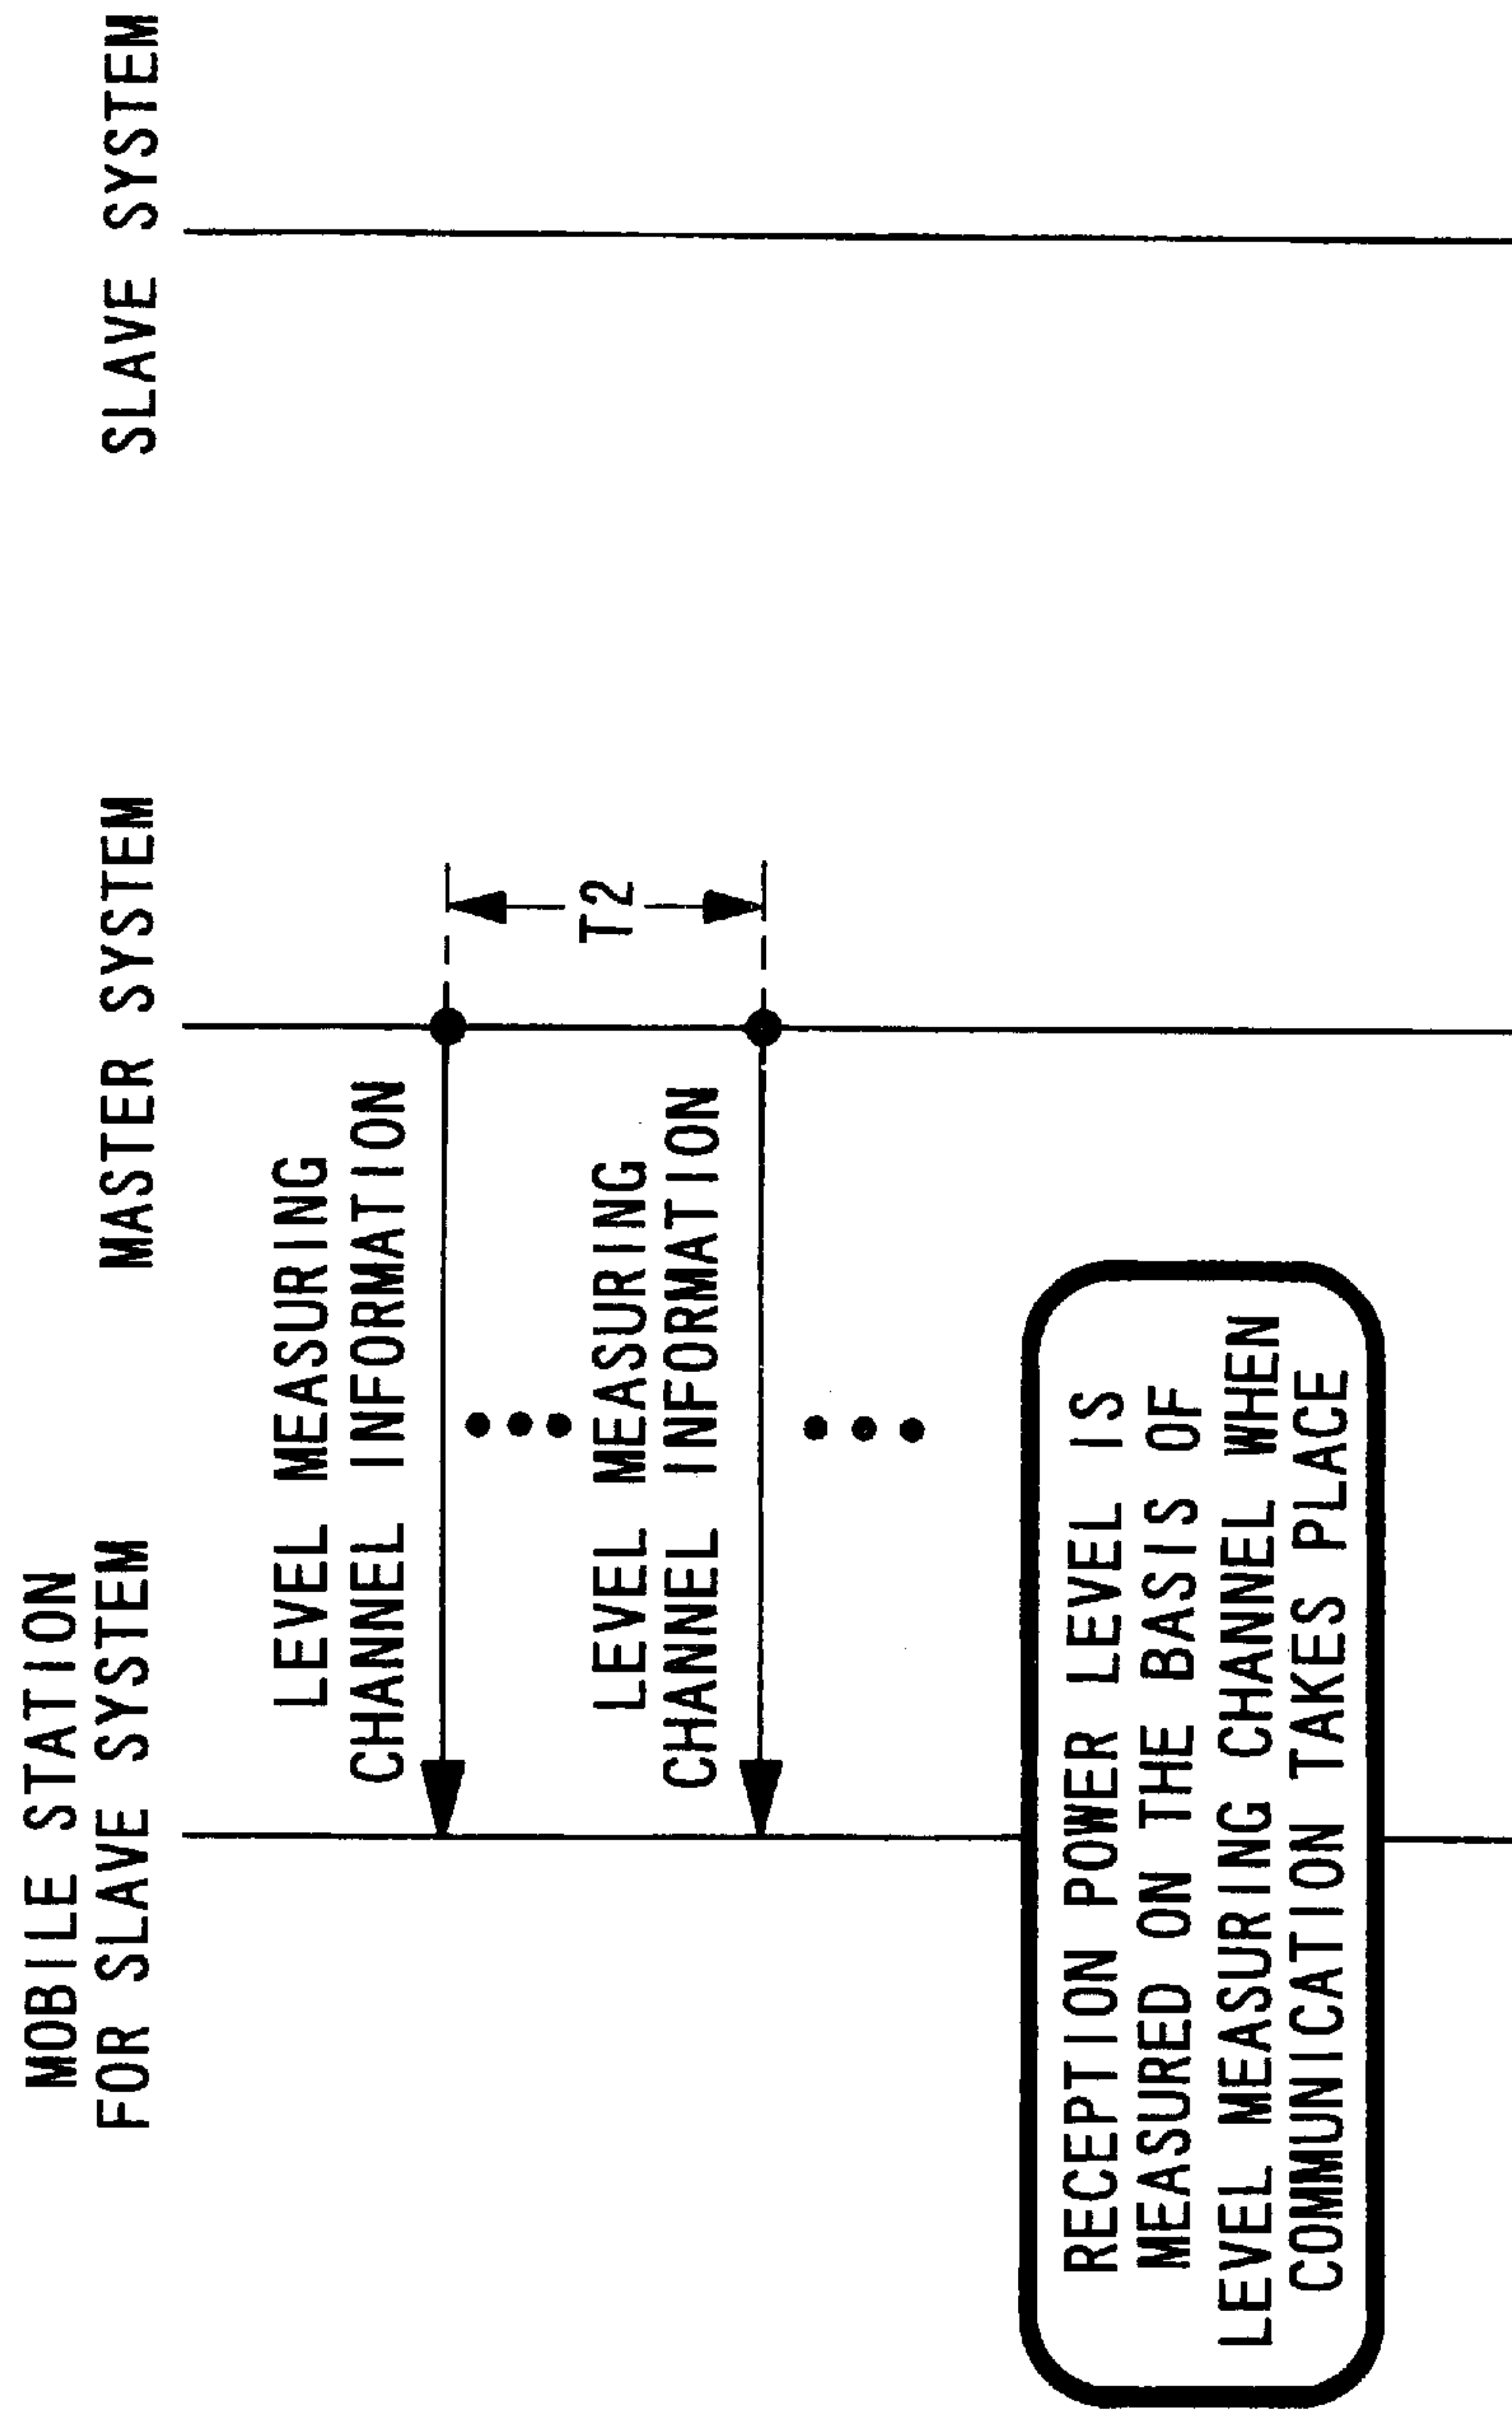 MOBILE STATION
FOR SLAVE SYSTEM
MASTER SYSTEM
SLAVE SYSTEM
LEVEL MEASURING
CHANNEL INFORMATION
T2
LEVEL MEASURING
CHANNEL INFORMATION
RECEPTION POWER LEVEL IS
MEASURED ON THE BASIS OF
LEVEL MEASURING CHANNEL WHEN
COMMUNICATION TAKES PLACE